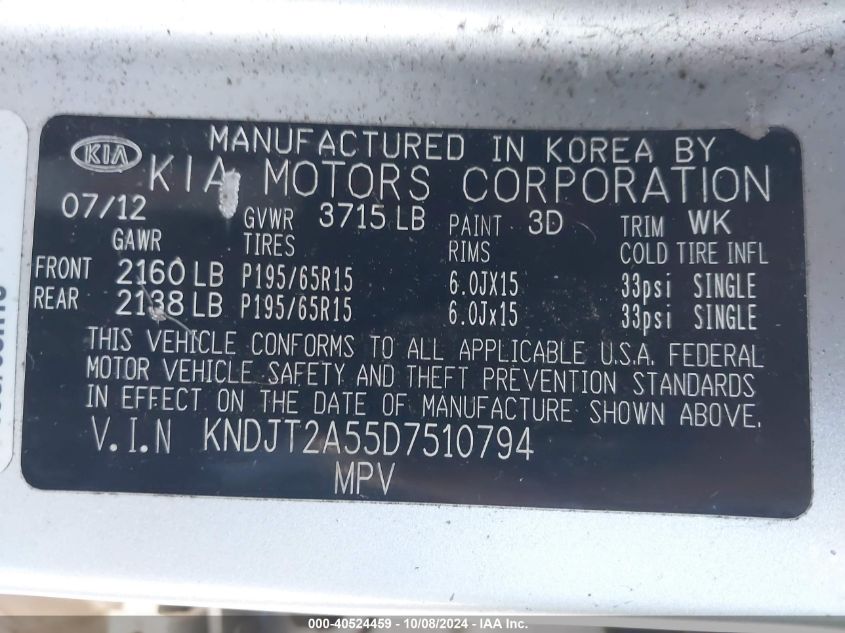 MANUFACTURED IN KOREA BY
KIA KIA MOTORS CORPORATION
07/12 GVWR 3715 LB PAINT 3D TRIM WK
GAWR TIRES RIMS COLD TIRE INFL
FRONT 2160 LB P195/65R15 6.0JX15 33psi SINGLE
REAR 2138 LB P195/65R15 6.0Jx15 33psi SINGLE
THIS VEHICLE CONFORMS TO ALL APPLICABLE U.S.A. FEDERAL
MOTOR VEHICLE SAFETY AND THEFT PREVENTION STANDARDS
IN EFFECT ON THE DATE OF MANUFACTURE SHOWN ABOVE.
V.I.N KNDJT2A55D7510794
MPV
000-40524459 - 10/08/2024 - IAA Inc.